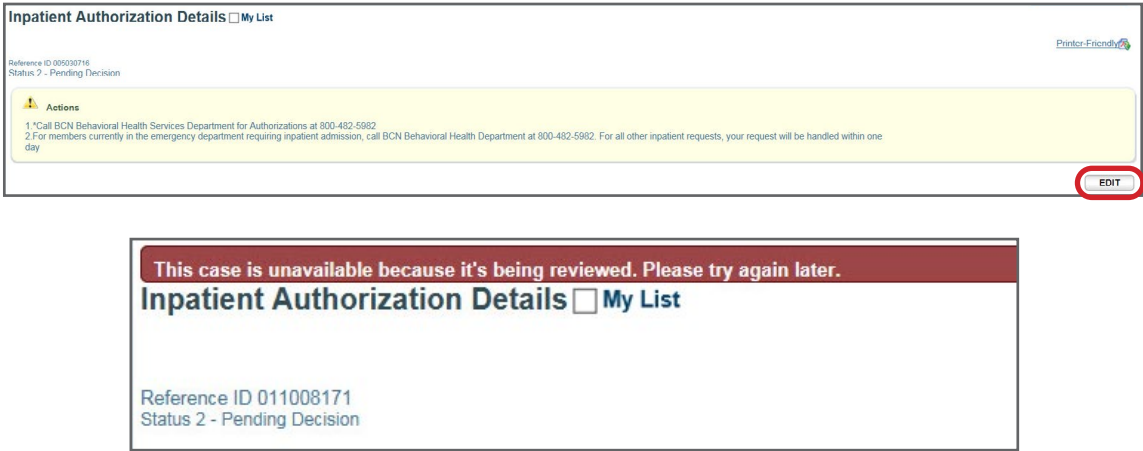 Inpatient Authorization Details My List
Printer-Friendly
Reference ID 005030716
Status 2 - Pending Decision
Actions
1.*Call BCN Behavioral Health Services Department for Authorizations at 800-482-5982
2.For members currently in the emergency department requiring inpatient admission, call BCN Behavioral Health Department at 800-482-5982. For all other inpatient requests, your request will be handled within one
day
EDIT
This case is unavailable because it's being reviewed. Please try again later.
Inpatient Authorization Details My List
Reference ID 011008171
Status 2 - Pending Decision